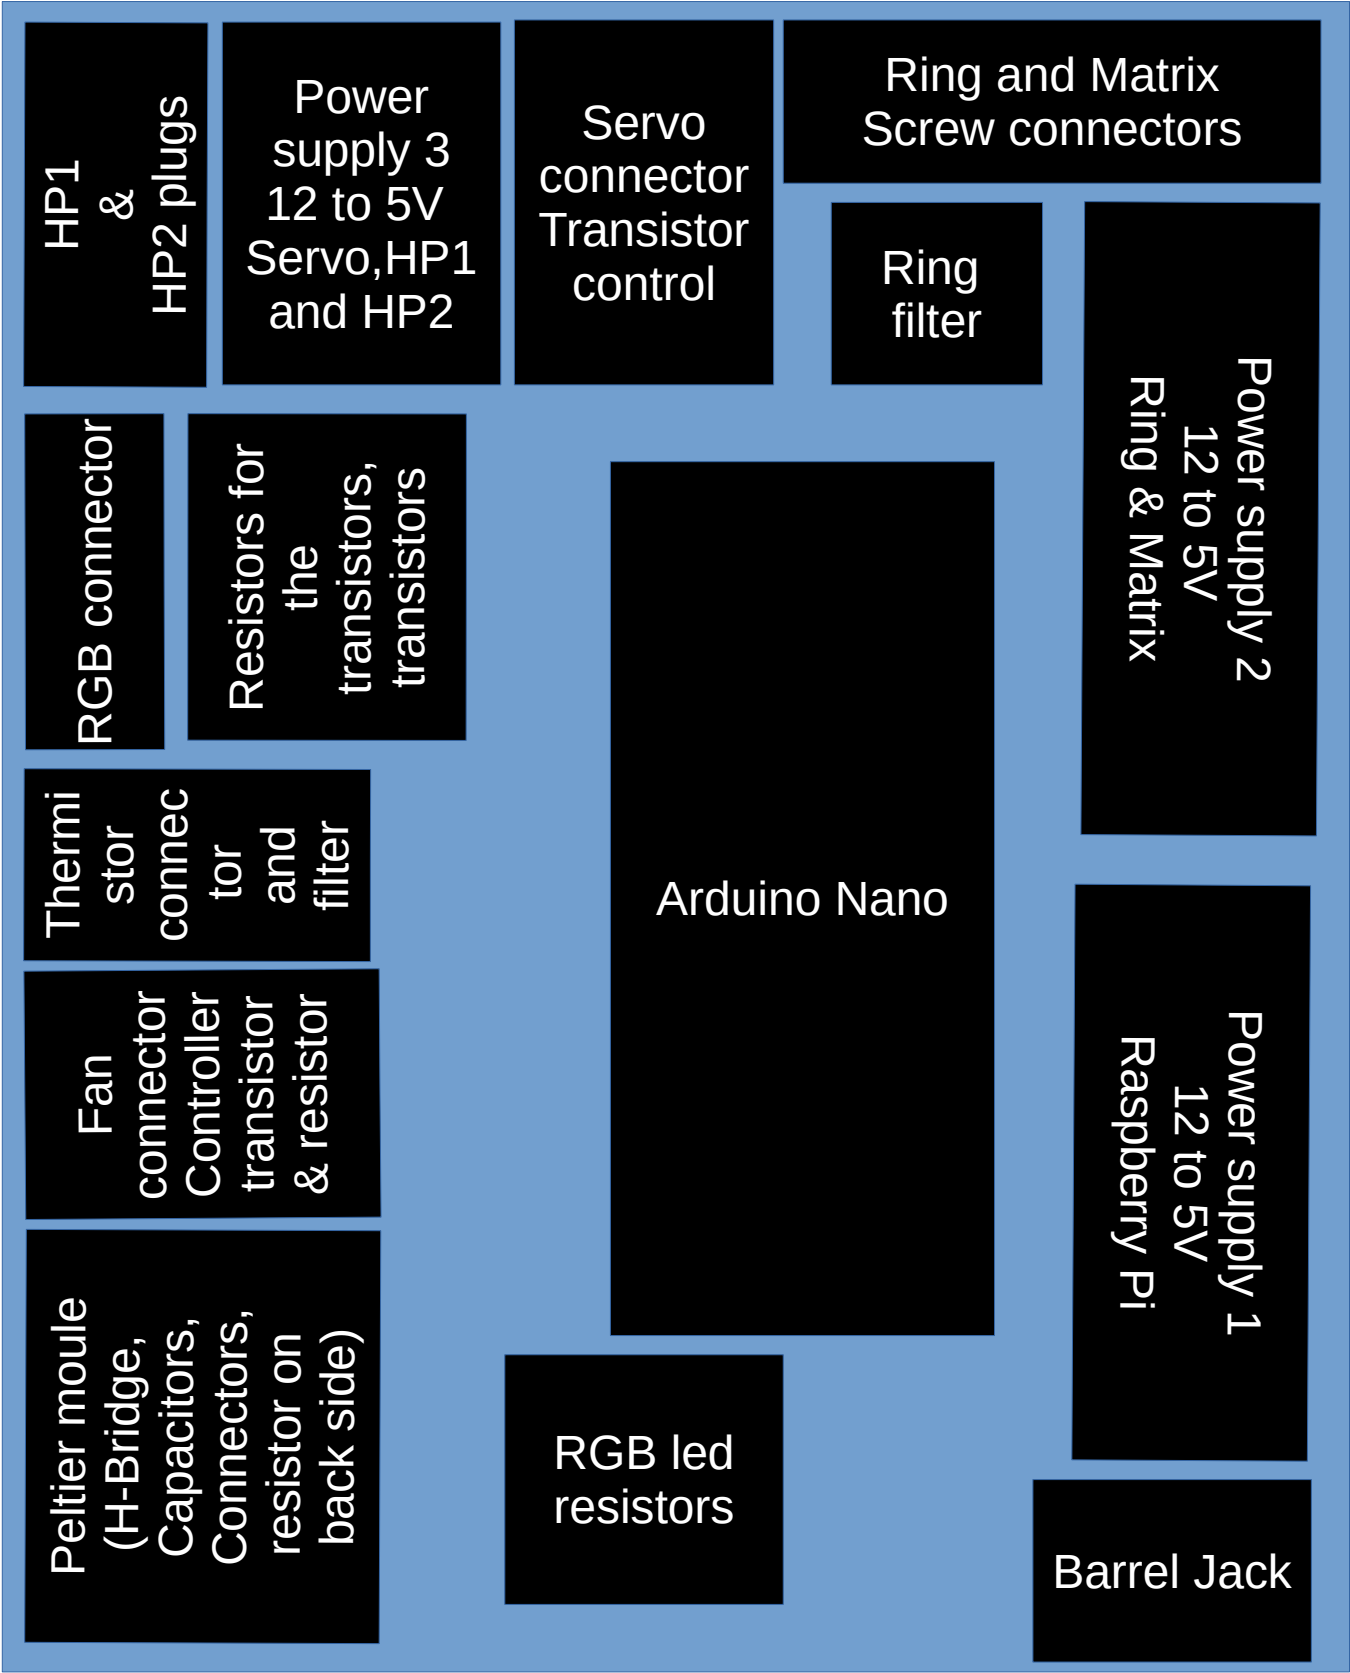 HP1
&
HP2 plugs
Power
supply 3
12 to 5V
Servo,HP1
and HP2
Servo
connector
Transistor
control
Ring and Matrix
Screw connectors
Ring
filter
Power supply 2
12 to 5V
Ring & Matrix
RGB connector
Resistors for
the
transistors,
transistors
Thermi
stor
connec
tor
and
filter
Arduino Nano
Fan
connector
Controller
transistor
& resistor
Power supply 1
12 to 5V
Raspberry Pi
Peltier moule
(H-Bridge,
Capacitors,
Connectors,
resistor on
back side)
RGB led
resistors
Barrel Jack